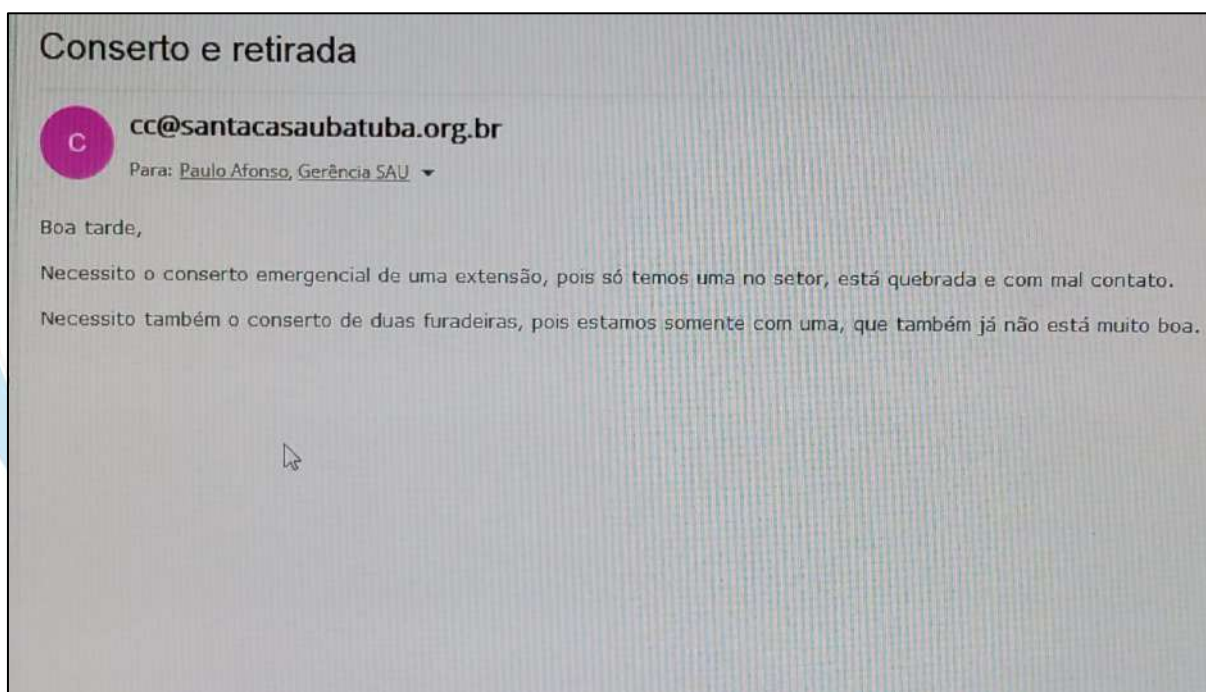 Conserto e retirada
C
cc@santacasaubatuba.org.br
Para: Paulo Afonso, Gerência SAU
Boa tarde,
Necessito o conserto emergencial de uma extensão, pois só temos uma no setor, está quebrada e com mal contato.
Necessito também o conserto de duas furadeiras, pois estamos somente com uma, que também já não está muito boa.